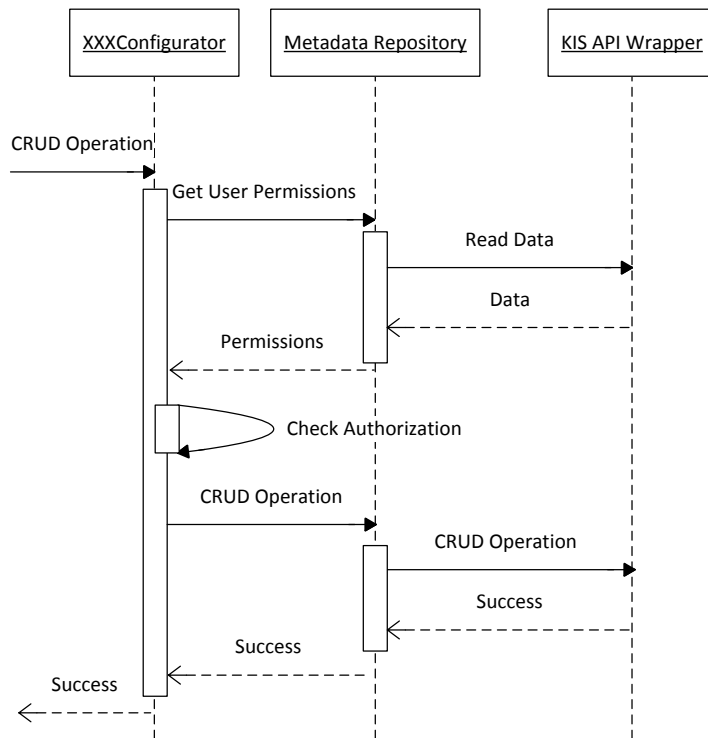 XXXConfigurator
Metadata Repository
KIS API Wrapper
CRUD Operation
Get User Permissions
Read Data
Data
Permissions
Check Authorization
CRUD Operation
CRUD Operation
Success
Success
Success